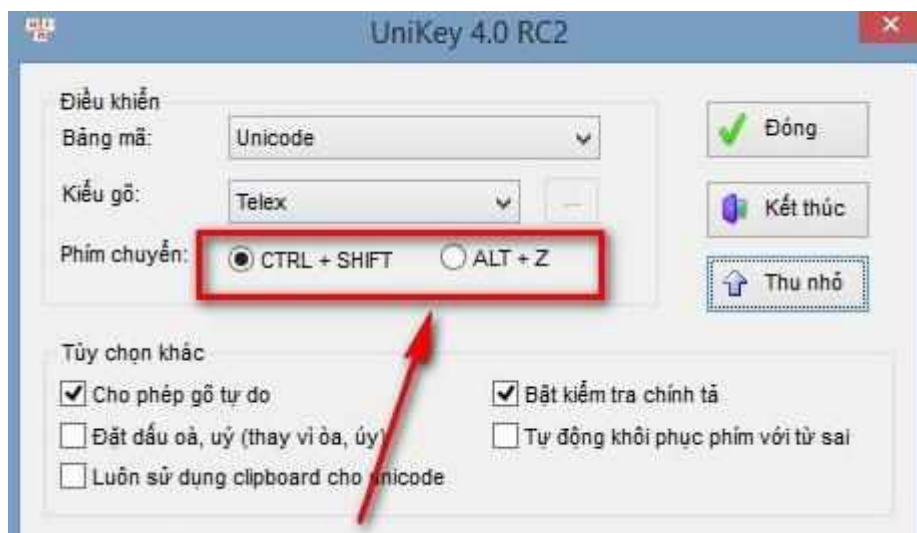 UniKey 4.0 RC2
Điều khiển
Bảng mã: Unicode
Đóng
Kiểu gõ: Telex
Kết thúc
Phím chuyển: CTRL + SHIFT ALT + Z
Thu nhỏ
Tùy chọn khác
Cho phép gõ tự do
Bật kiểm tra chính tả
Đặt dấu oà, uý (thay vì òa, úy)
Tự động khôi phục phím với từ sai
Luôn sử dụng clipboard cho unicode